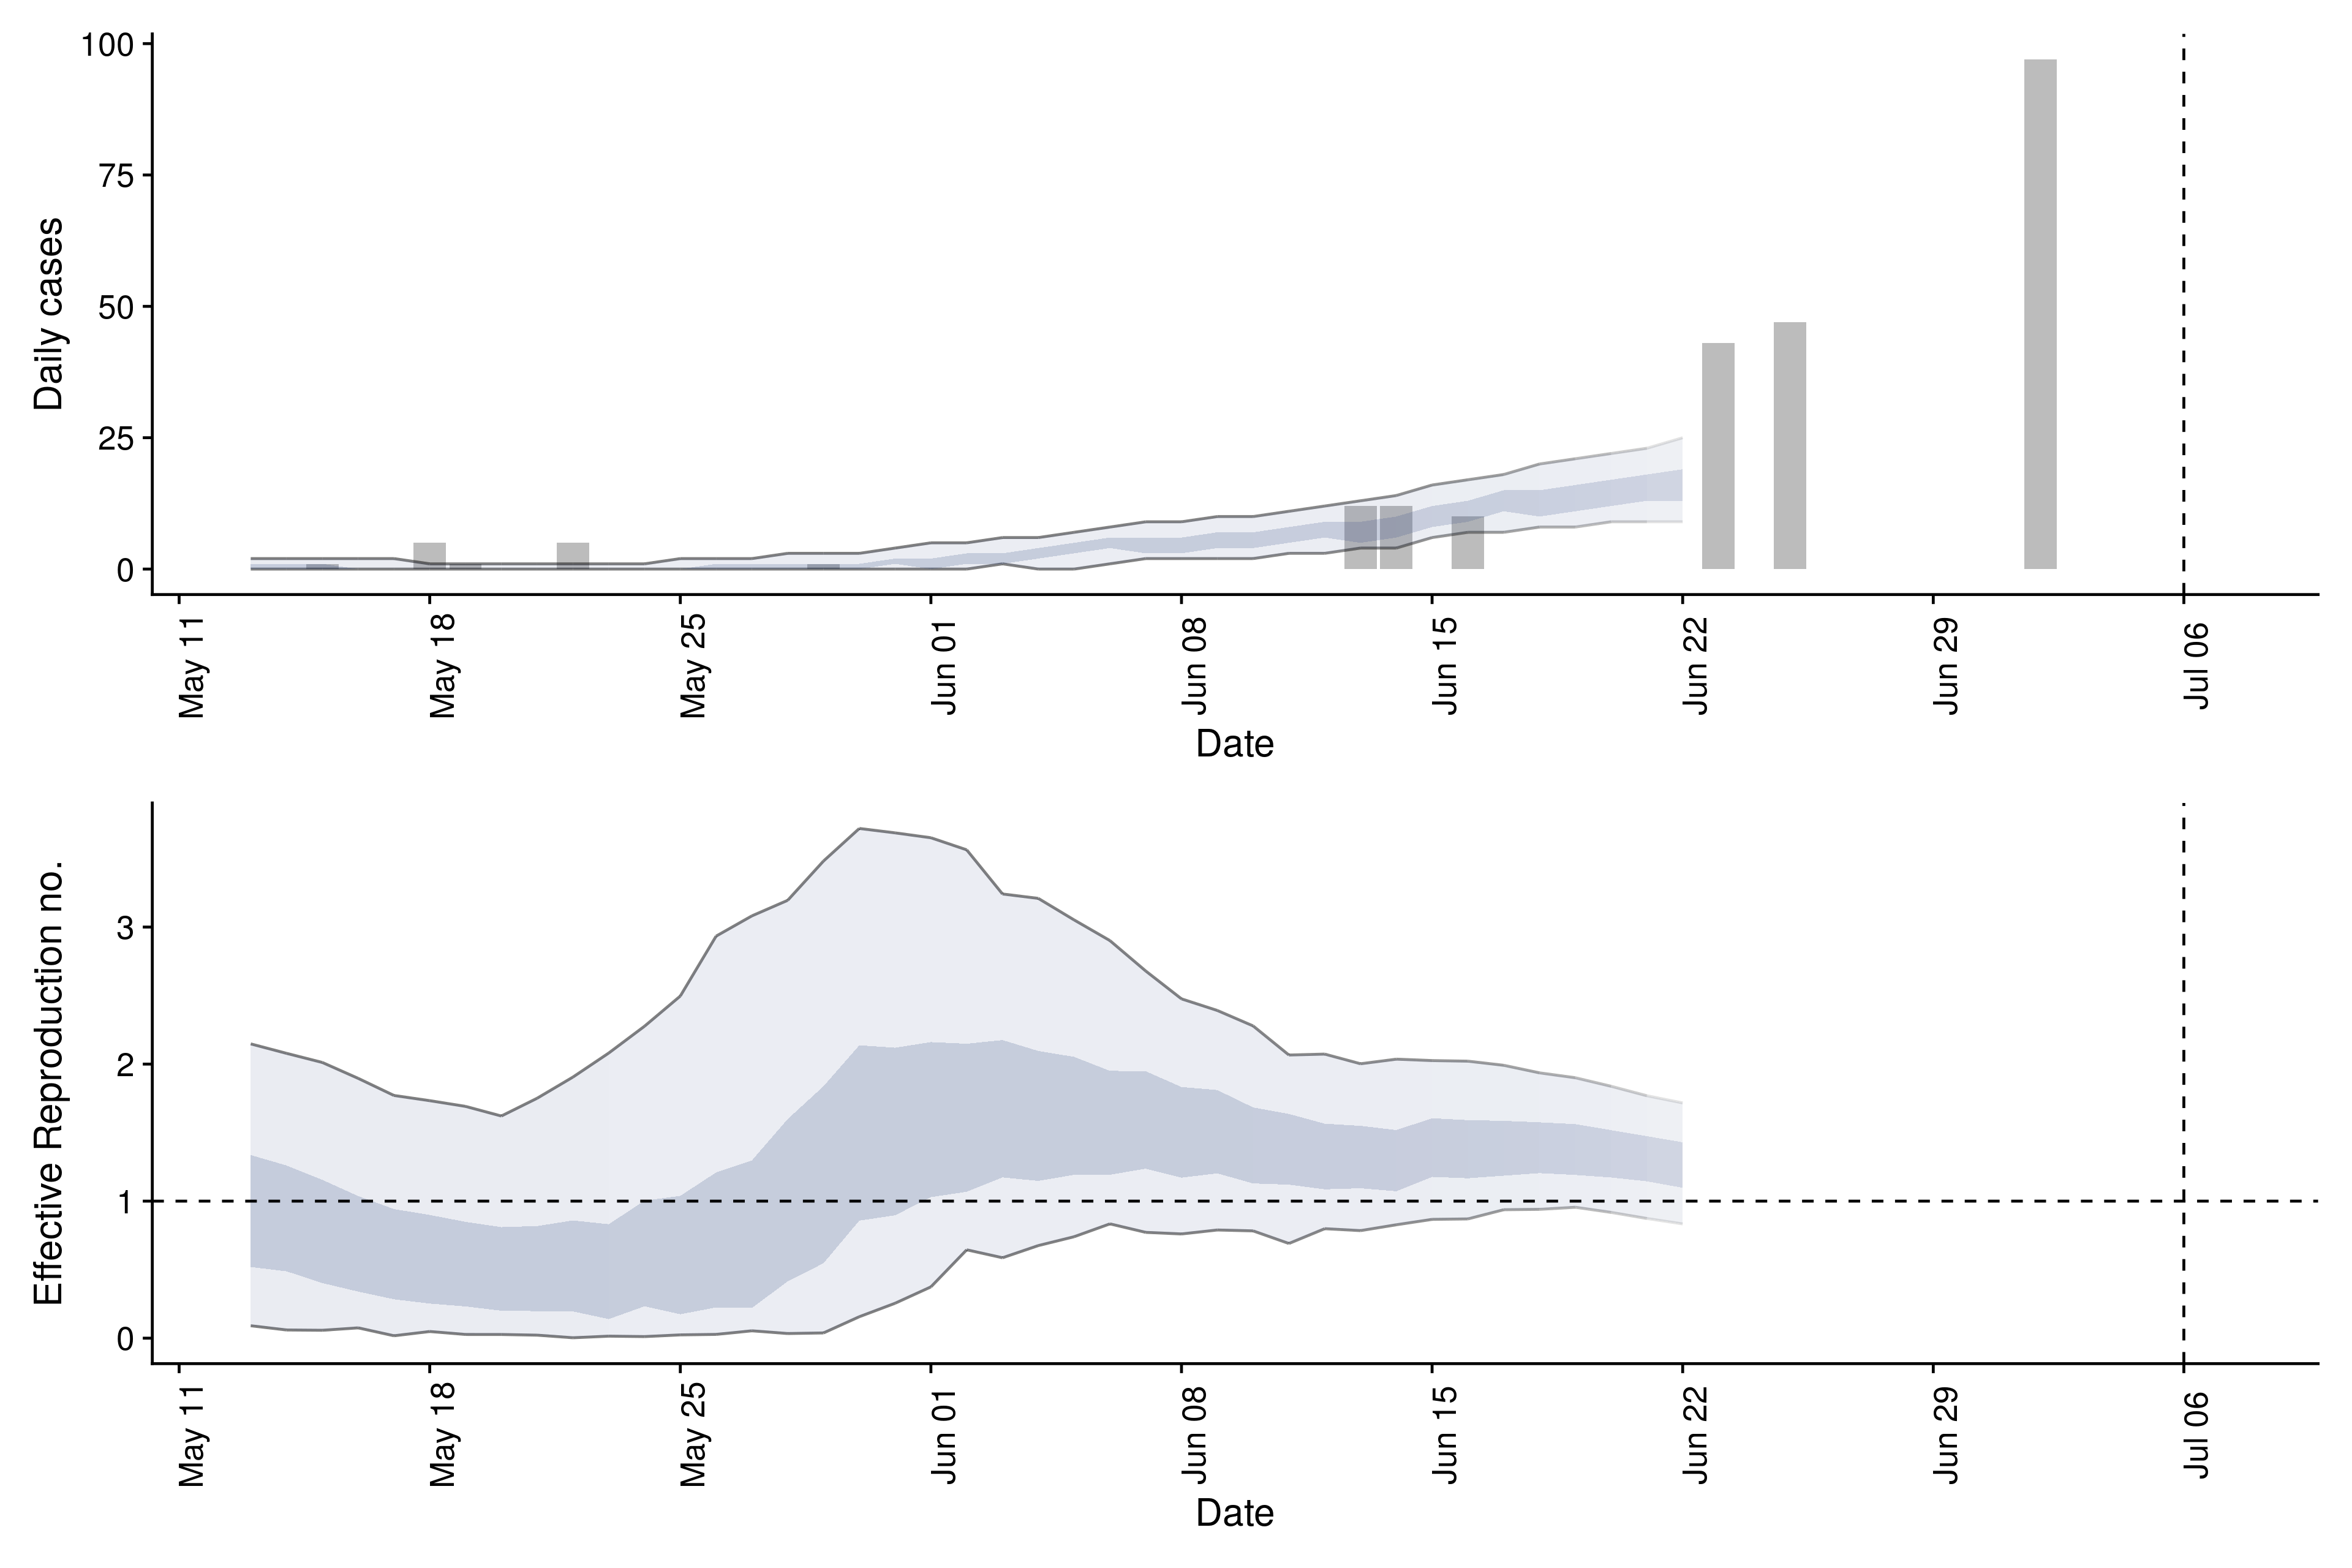 Daily cases
100
75
50
25
0
May 11
May 18
May 25
Jun 01
Jun 08
Jun 15
Jun 22
Jun 29
Jul 06
Date
Effective Reproduction no.
3
2
1
0
May 11
May 18
May 25
Jun 01
Jun 08
Jun 15
Jun 22
Jun 29
Jul 06
Date